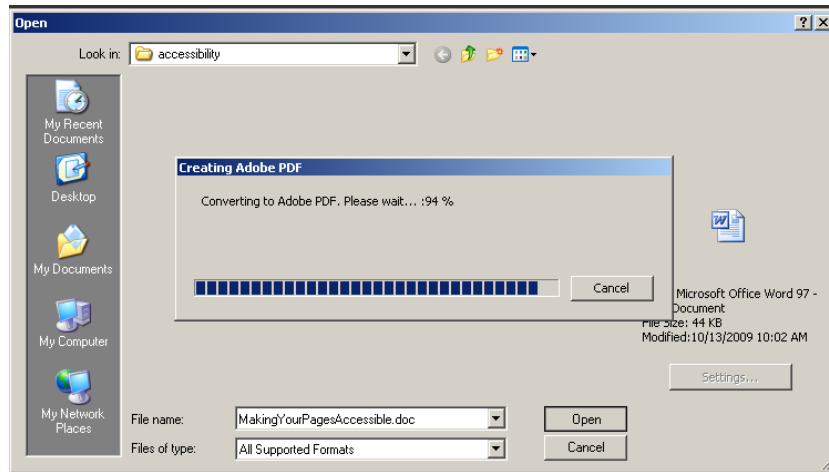 Open
Look in:
accessibility
My Recent
Documents
Desktop
My Documents
My Computer
My Network
Places
Creating Adobe PDF
Converting to Adobe PDF. Please wait... :94 %
Cancel
Microsoft Office Word 97 -
Document
File Size: 44 KB
Modified:10/13/2009 10:02 AM
Settings...
File name:
MakingYourPagesAccessible.doc
Open
Files of type:
All Supported Formats
Cancel